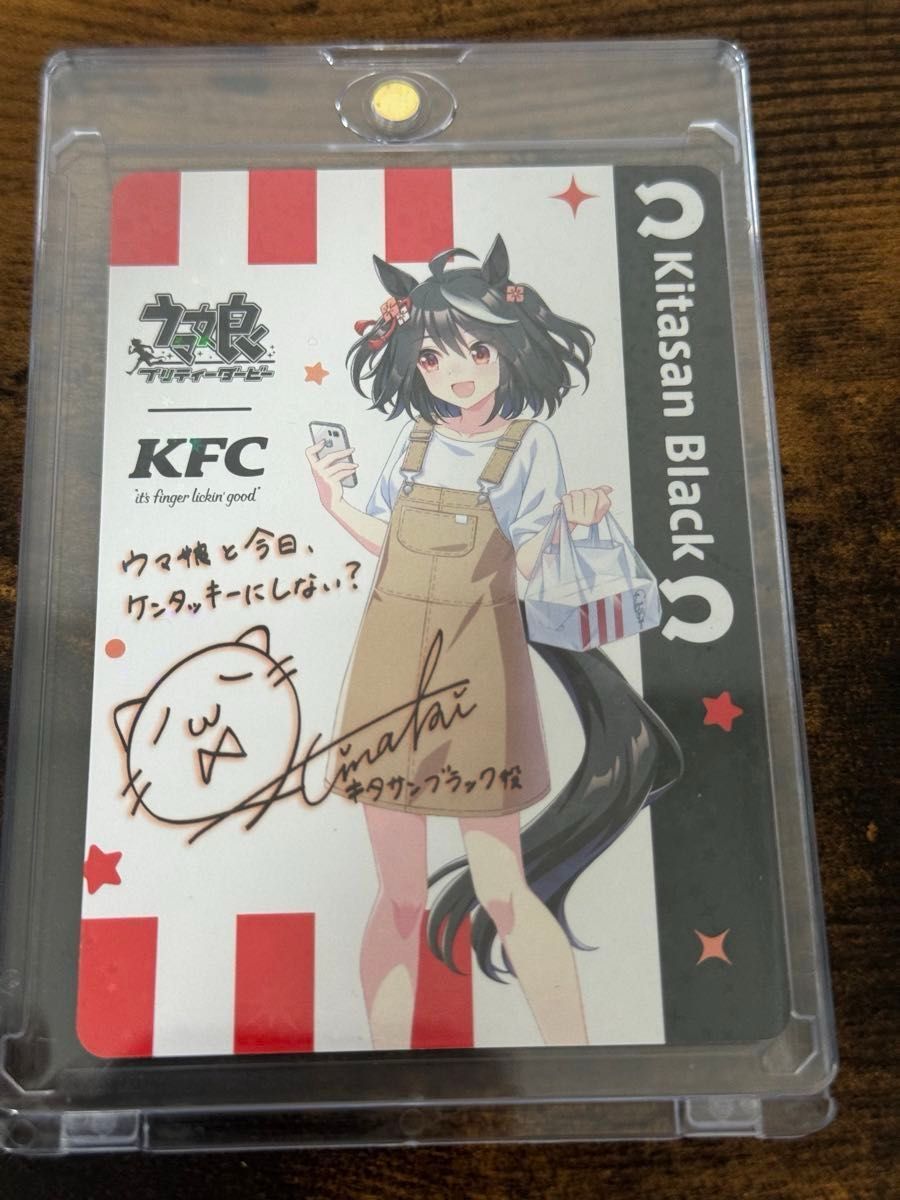 ウマ娘
プリティーダービー
KFC
"it's finger lickin' good"
ウマ娘と今日、
ケンタッキーにしない?
Hinaki
キタサンブラック役
Kitasan Black